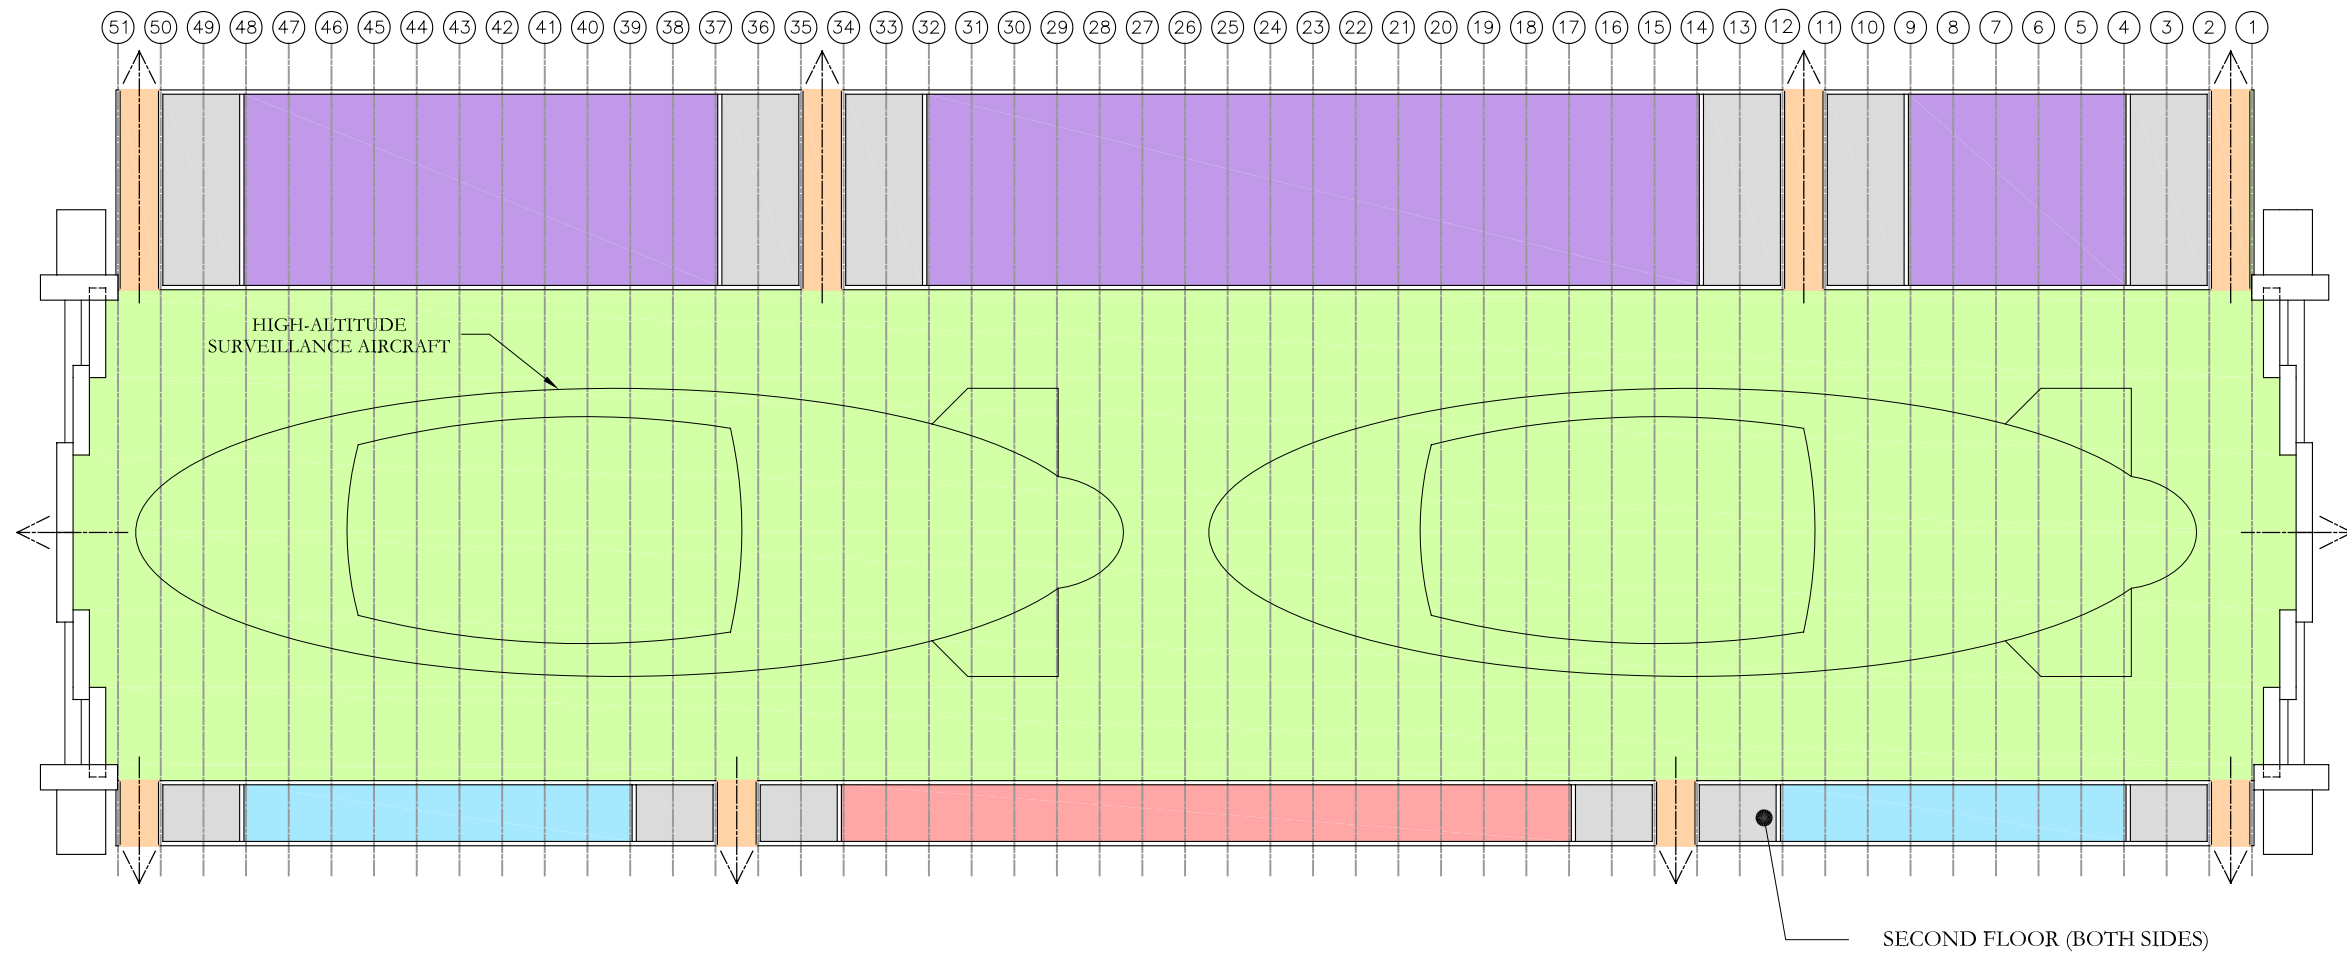 51 50 49 48 47 46 45 44 43 42 41 40 39 38 37 36 35 34 33 32 31 30 29 28 27 26 25 24 23 22 21 20 19 18 17 16 15 14 13 12 11 10 9 8 7 6 5 4 3 2 1
HIGH-ALTITUDE
SURVEILLANCE AIRCRAFT
SECOND FLOOR (BOTH SIDES)